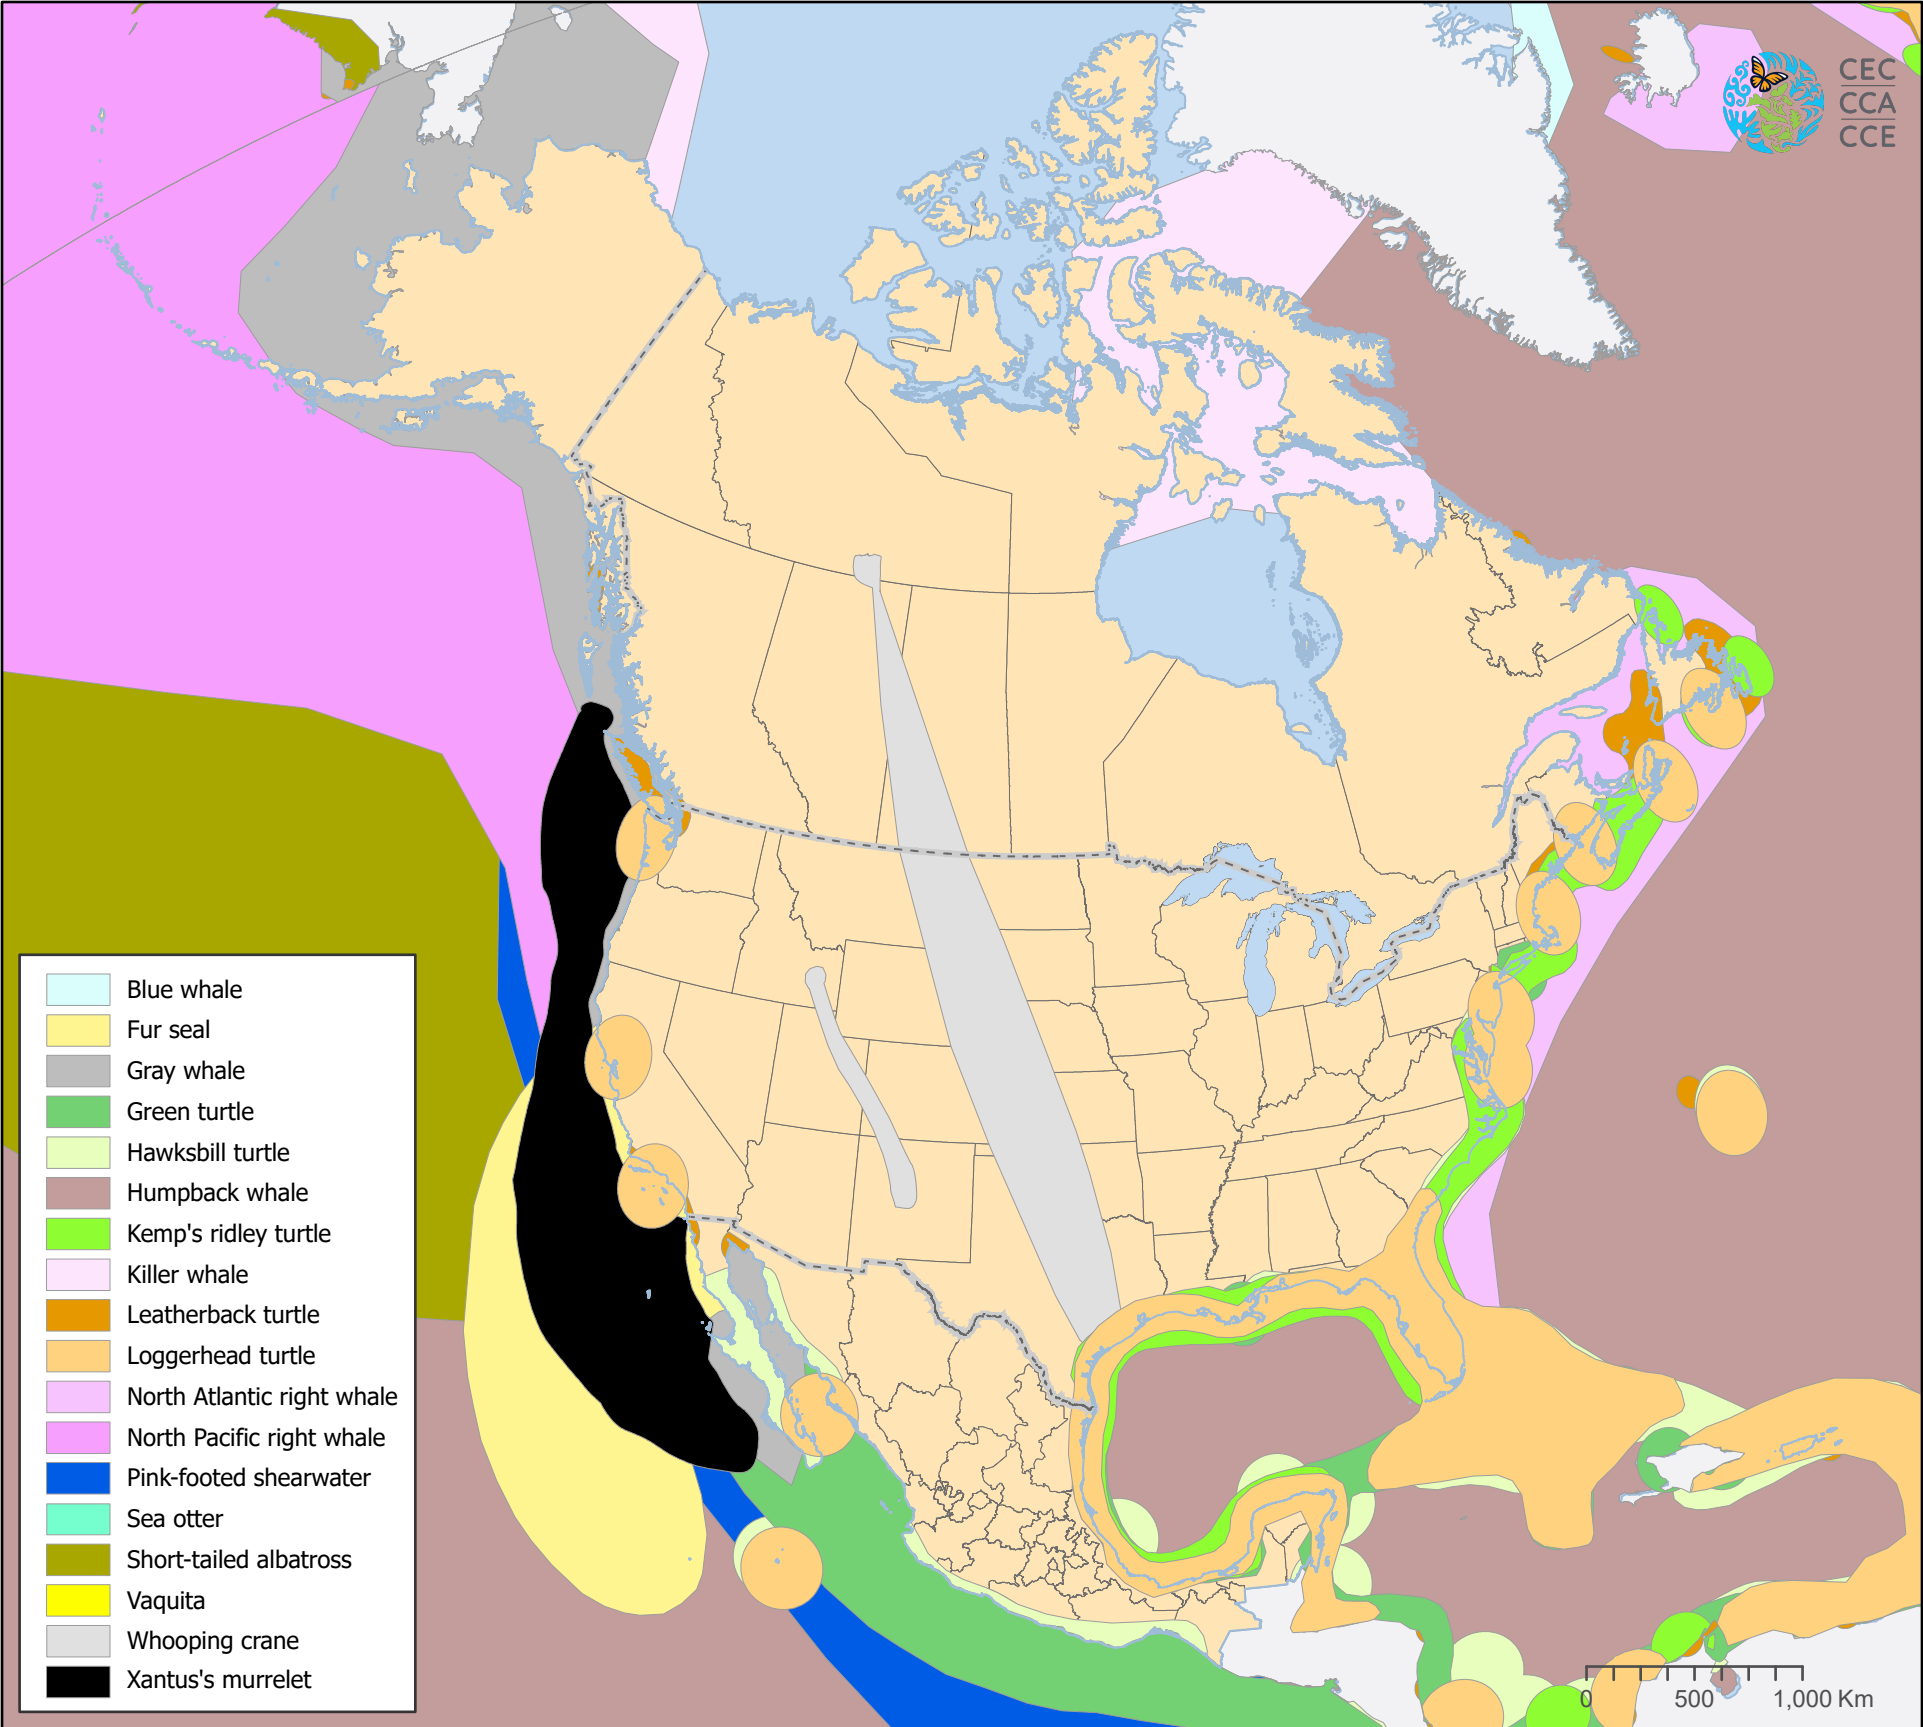 CEC
CCA
CCE
Blue whale
Fur seal
Gray whale
Green turtle
Hawksbill turtle
Humpback whale
Kemp's ridley turtle
Killer whale
Leatherback turtle
Loggerhead turtle
North Atlantic right whale
North Pacific right whale
Pink-footed shearwater
Sea otter
Short-tailed albatross
Vaquita
Whooping crane
Xantus's murrelet
0 500 1,000 Km